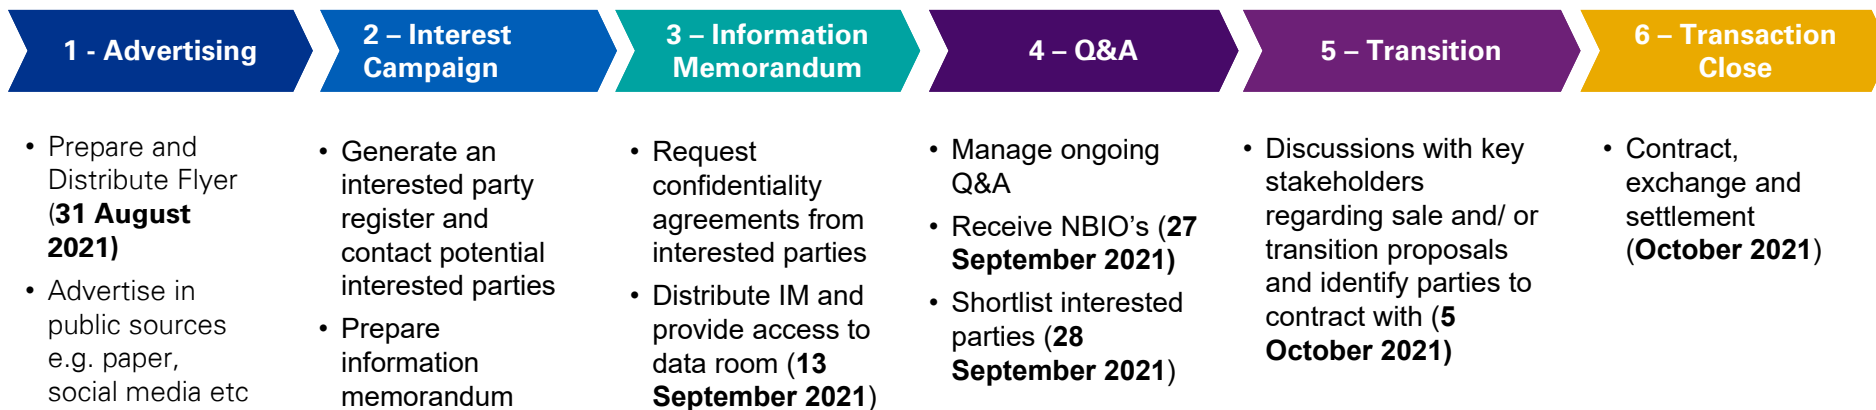 1 - Advertising
2 – Interest
Campaign
3 – Information
Memorandum
4 – Q&A
5 – Transition
6 – Transaction
Close
• Prepare and
Distribute Flyer
(31 August
2021)
• Advertise in
public sources
e.g. paper,
social media etc
• Generate an
interested party
register and
contact potential
interested parties
• Prepare
information
memorandum
• Request
confidentiality
agreements from
interested parties
• Distribute IM and
provide access to
data room (13
September 2021)
• Manage ongoing
Q&A
• Receive NBIO’s (27
September 2021)
• Shortlist interested
parties (28
September 2021)
• Discussions with key
stakeholders
regarding sale and/ or
transition proposals
and identify parties to
contract with (5
October 2021)
• Contract,
exchange and
settlement
(October 2021)